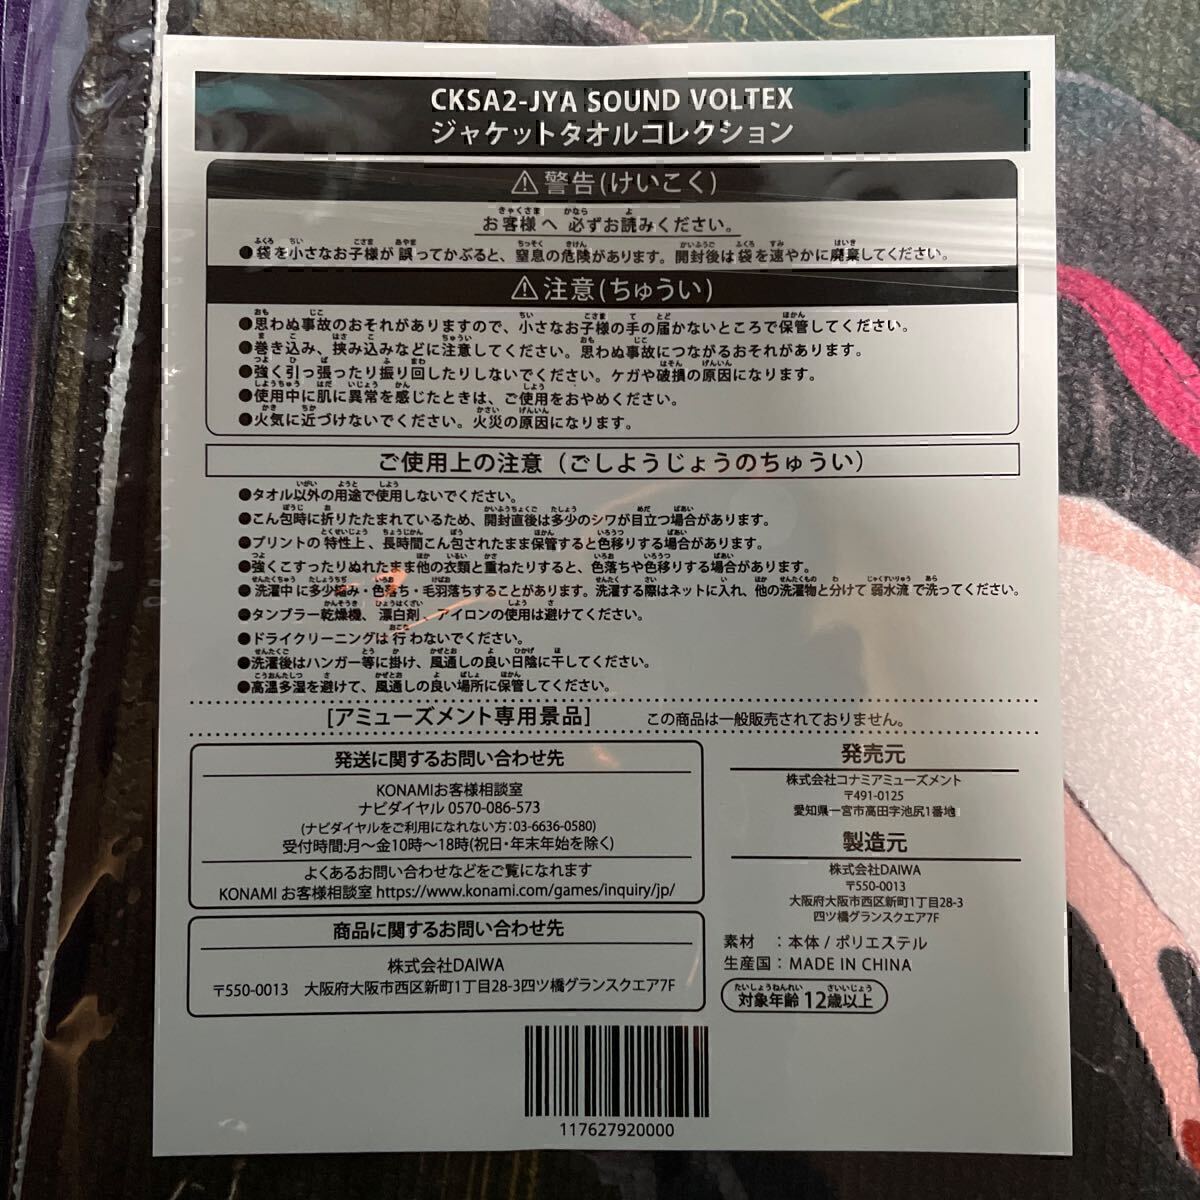 CKSA2-JYA SOUND VOLTEX
ジャケットタオルコレクション
⚠警告(けいこく)
お客様へ 必ずお読みください。
●袋を小さなお子様が誤ってかぶると、窒息の危険があります。開封後は袋を速やかに廃棄してください。
⚠注意(ちゅうい)
●思わぬ事故のおそれがありますので、小さなお子様の手の届かないところで保管してください。
●巻き込み、挟み込みなどに注意してください。思わぬ事故につながるおそれがあります。
●強く引っ張ったり振り回したりしないでください。ケガや破損の原因になります。
●使用中に肌に異常を感じたときは、ご使用をおやめください。
●火気に近づけないでください。火災の原因になります。
ご使用上の注意(ごしようじょうのちゅうい)
●タオル以外の用途で使用しないでください。
●こん包時に折りたたまれているため、開封直後は多少のシワが目立つ場合があります。
●プリントの特性上、長時間こん包されたまま保管すると色移りする場合があります。
●強くこすったりぬれたまま他の衣類と重ねたりすると、色落ちや色移りする場合があります。
●洗濯中に多少縮み・色落ち・毛羽落ちすることがあります。洗濯する際はネットに入れ、他の洗濯物と分けて弱水流で洗ってください。
●タンブラー乾燥機、漂白剤、アイロンの使用は避けてください。
●ドライクリーニングは行わないでください。
●洗濯後はハンガー等に掛け、風通しの良い日陰に干してください。
●高温多湿を避けて、風通しの良い場所に保管してください。
[アミューズメント専用景品] この商品は一般販売されておりません。
発送に関するお問い合わせ先
KONAMIお客様相談室
ナビダイヤル 0570-086-573
(ナビダイヤルをご利用になれない方:03-6636-0580)
受付時間:月～金10時～18時(祝日・年末年始を除く)
よくあるお問い合わせなどをご覧になれます
KONAMI お客様相談室 https://www.konami.com/games/inquiry/jp/
商品に関するお問い合わせ先
株式会社DAIWA
〒550-0013 大阪府大阪市西区新町1丁目28-3四ツ橋グランスクエア7F
発売元
株式会社コナミアミューズメント
〒491-0125
愛知県一宮市高田字池尻1番地
製造元
株式会社DAIWA
〒550-0013
大阪府大阪市西区新町1丁目28-3
四ツ橋グランスクエア7F
素材 :本体/ポリエステル
生産国:MADE IN CHINA
対象年齢 12歳以上
117627920000